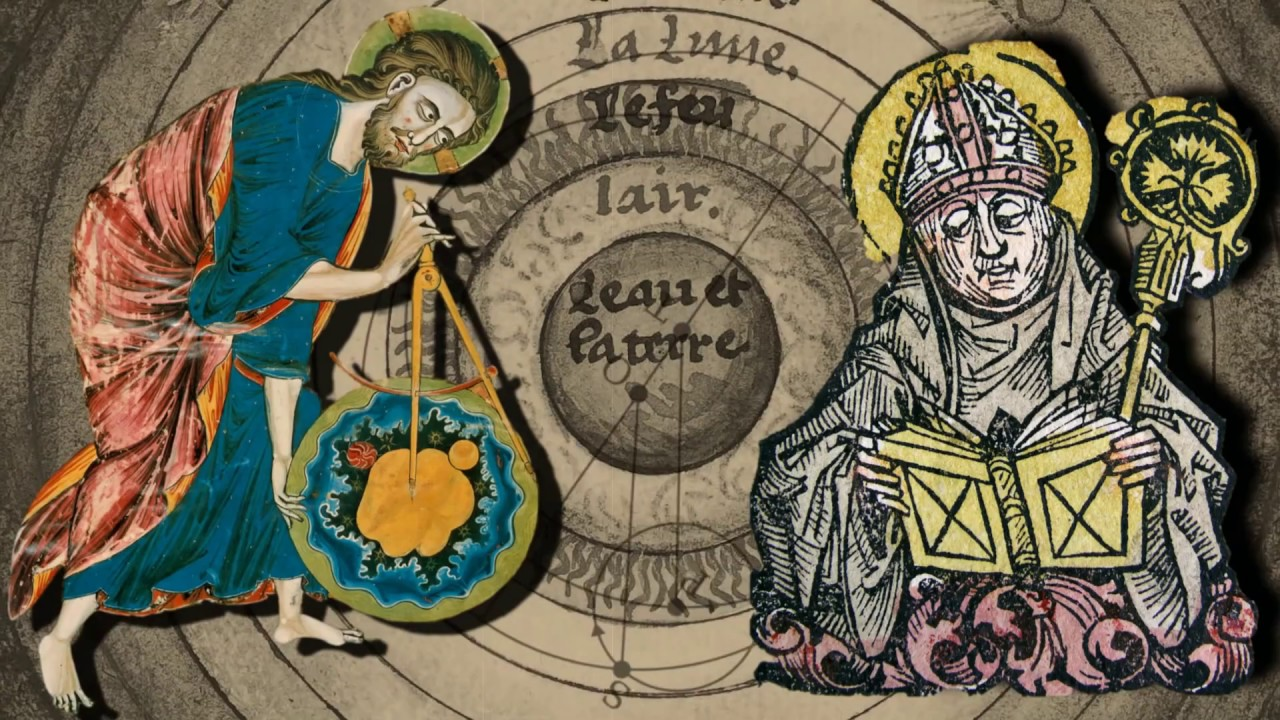 La Lune.
Le feu
lair.
Leau et
la terre